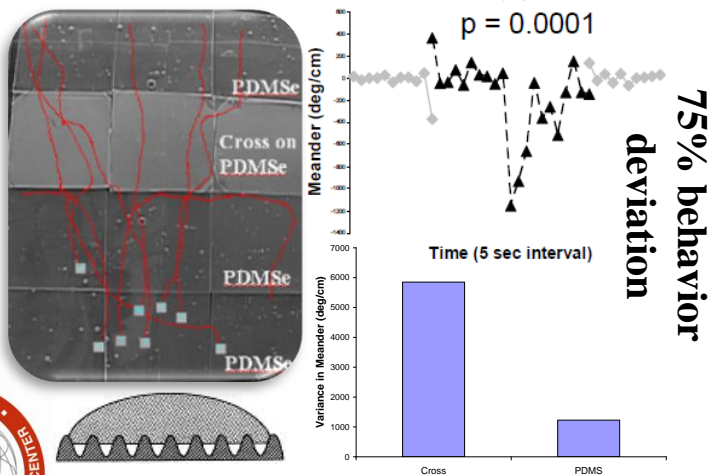 PDMSe
Cross on
PDMSe
PDMSe
PDMSe
CENTER
p = 0.0001
Meander (deg/cm)
600
400
200
0
-200
-400
-600
-800
-1000
-1200
-1400
Time (5 sec interval)
Variance in Meander (deg/cm)
7000
6000
5000
4000
3000
2000
1000
0
Cross
PDMS
75% behavior
deviation